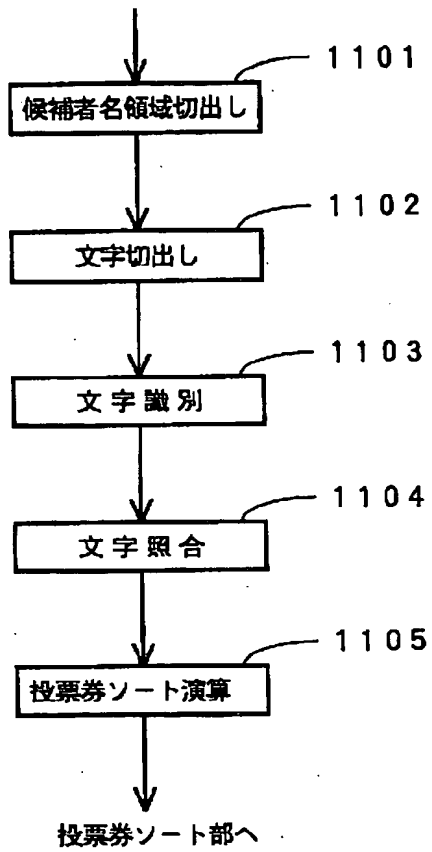 1101
候補者名領域切出し
1102
文字切出し
1103
文字識別
1104
文字照合
1105
投票券ソート演算
投票券ソート部へ